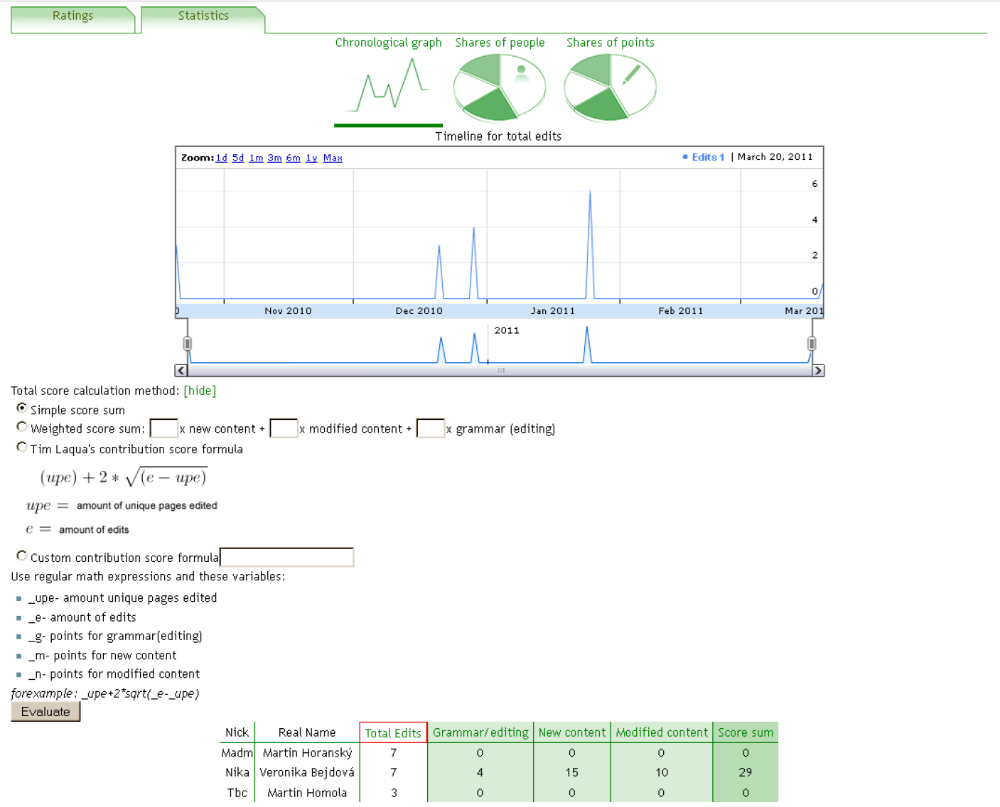 Ratings Statistics
Chronological graph Shares of people Shares of points
Timeline for total edits
Zoom: 1d 5d 1m 3m 6m 1y Max Edits 1 | March 20, 2011
6
4
2
0
Nov 2010 Dec 2010 Jan 2011 Feb 2011 Mar 201
2011
Total score calculation method: [hide]
Simple score sum
Weighted score sum: x new content + x modified content + x grammar (editing)
Tim Laqua's contribution score formula
(upe) + 2 * √(e − upe)
upe = amount of unique pages edited
e = amount of edits
Custom contribution score formula
Use regular math expressions and these variables:
_upe- amount unique pages edited
_e- amount of edits
_g- points for grammar(editing)
_m- points for new content
_n- points for modified content
forexample: _upe+2*sqrt(_e-_upe)
Evaluate
Nick Real Name Total Edits Grammar/editing New content Modified content Score sum
Madm Martin Horanský 7 0 0 0 0
Nika Veronika Bejdová 7 4 15 10 29
Tbc Martin Homola 3 0 0 0 0